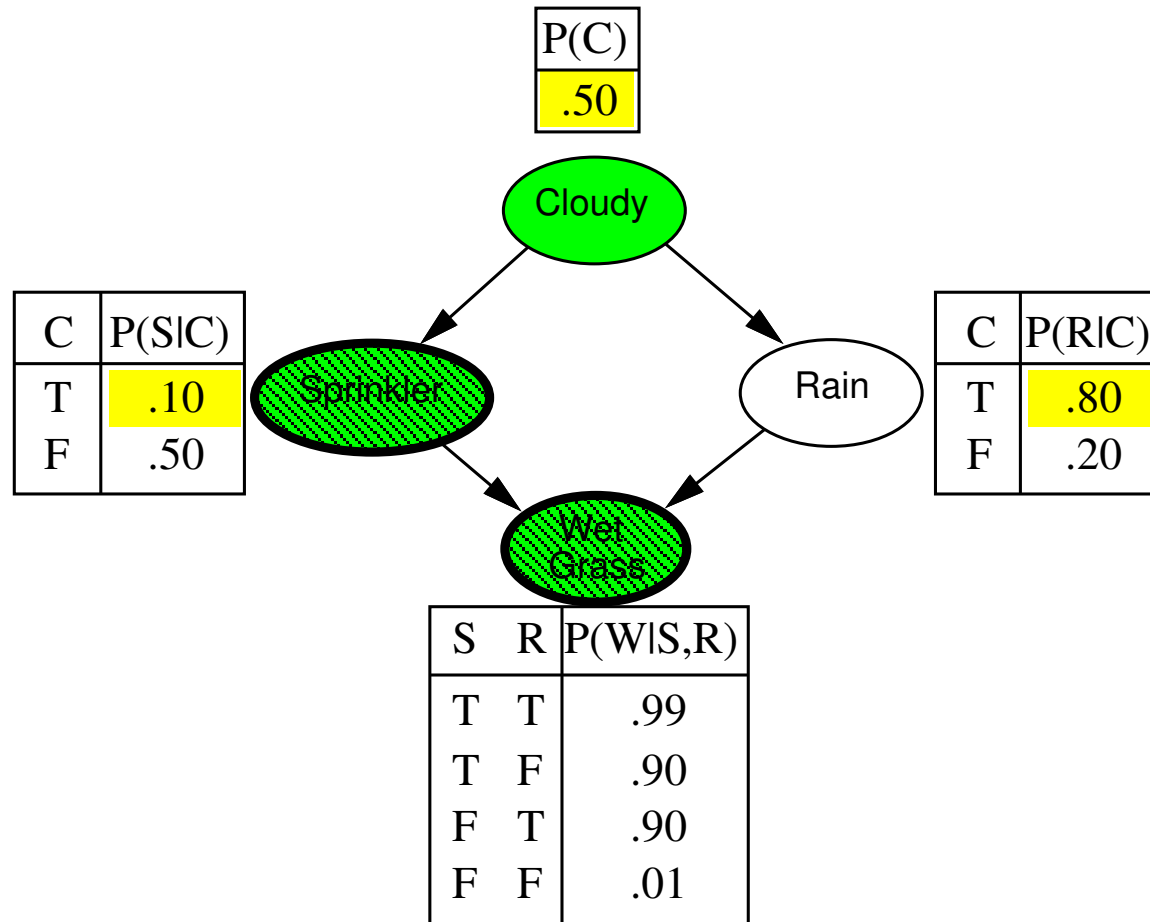 P(C)
.50
Cloudy
C P(S|C)
T .10
F .50
Sprinkler
Rain
C P(R|C)
T .80
F .20
Wet
Grass
S R P(W|S,R)
T T .99
T F .90
F T .90
F F .01